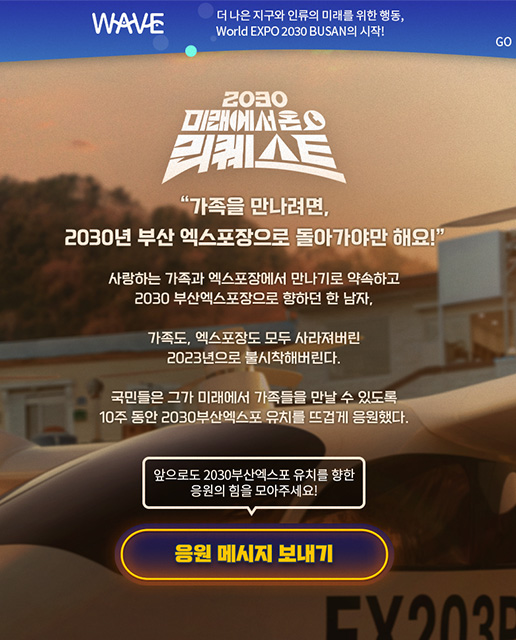 WAVE
더 나은 지구와 인류의 미래를 위한 행동,
World EXPO 2030 BUSAN의 시작!
GO
2030
미래에서 온
리퀘스트
“가족을 만나려면,
2030년 부산 엑스포장으로 돌아가야만 해요!”
사랑하는 가족과 엑스포장에서 만나기로 약속하고
2030 부산엑스포장으로 향하던 한 남자,
가족도, 엑스포장도 모두 사라져버린
2023년으로 불시착해버린다.
국민들은 그가 미래에서 가족들을 만날 수 있도록
10주 동안 2030부산엑스포 유치를 뜨겁게 응원했다.
앞으로도 2030부산엑스포 유치를 향한
응원의 힘을 모아주세요!
응원 메시지 보내기
EX203